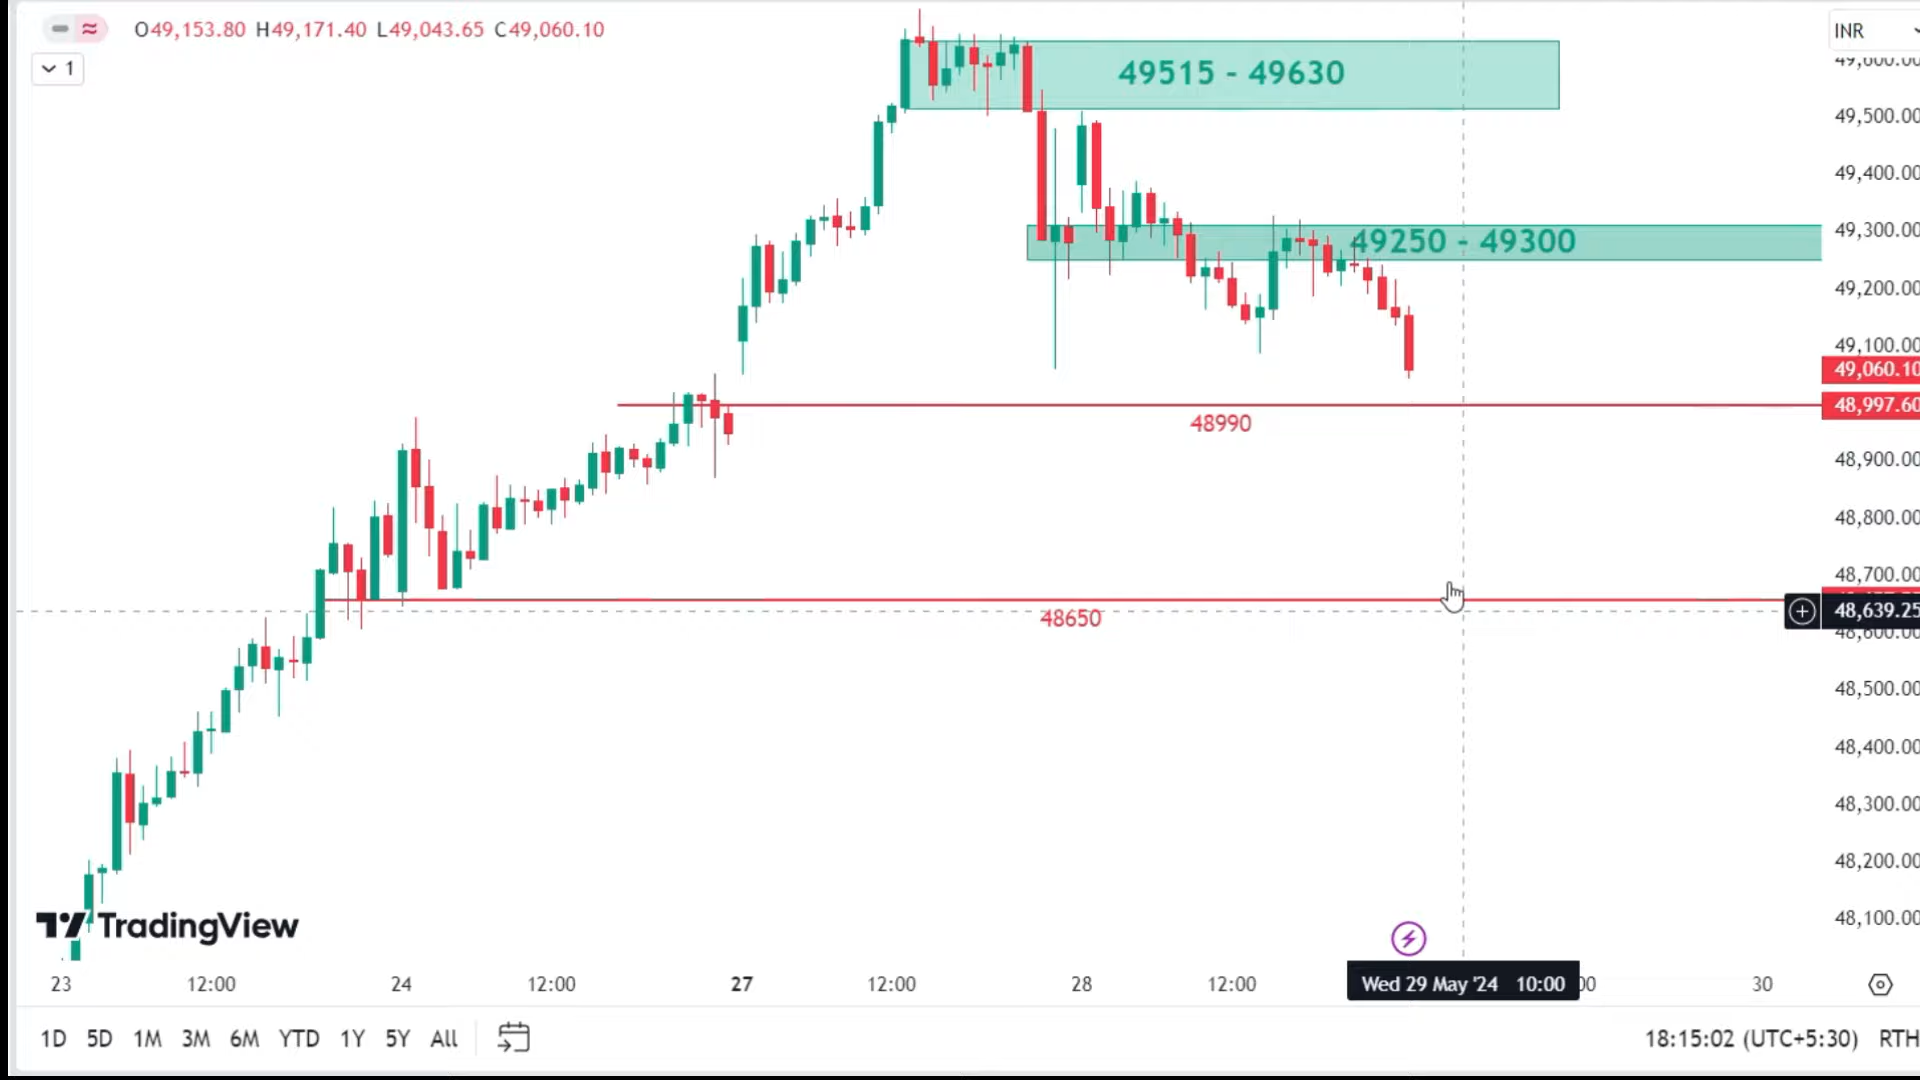 O49,153.80 H49,171.40 L49,043.65 C49,060.10
INR
1
49515 - 49630
49,500.00
49,400.00
49250 - 49300
49,300.00
49,200.00
49,100.00
49,060.10
48,997.60
48990
48,900.00
48,800.00
48,700.00
48650
48,639.25
48,600.00
48,500.00
48,400.00
48,300.00
48,200.00
TradingView
48,100.00
23 12:00 24 12:00 27 12:00 28 12:00 Wed 29 May '24 10:00 30
1D 5D 1M 3M 6M YTD 1Y 5Y All 18:15:02 (UTC+5:30) RTH